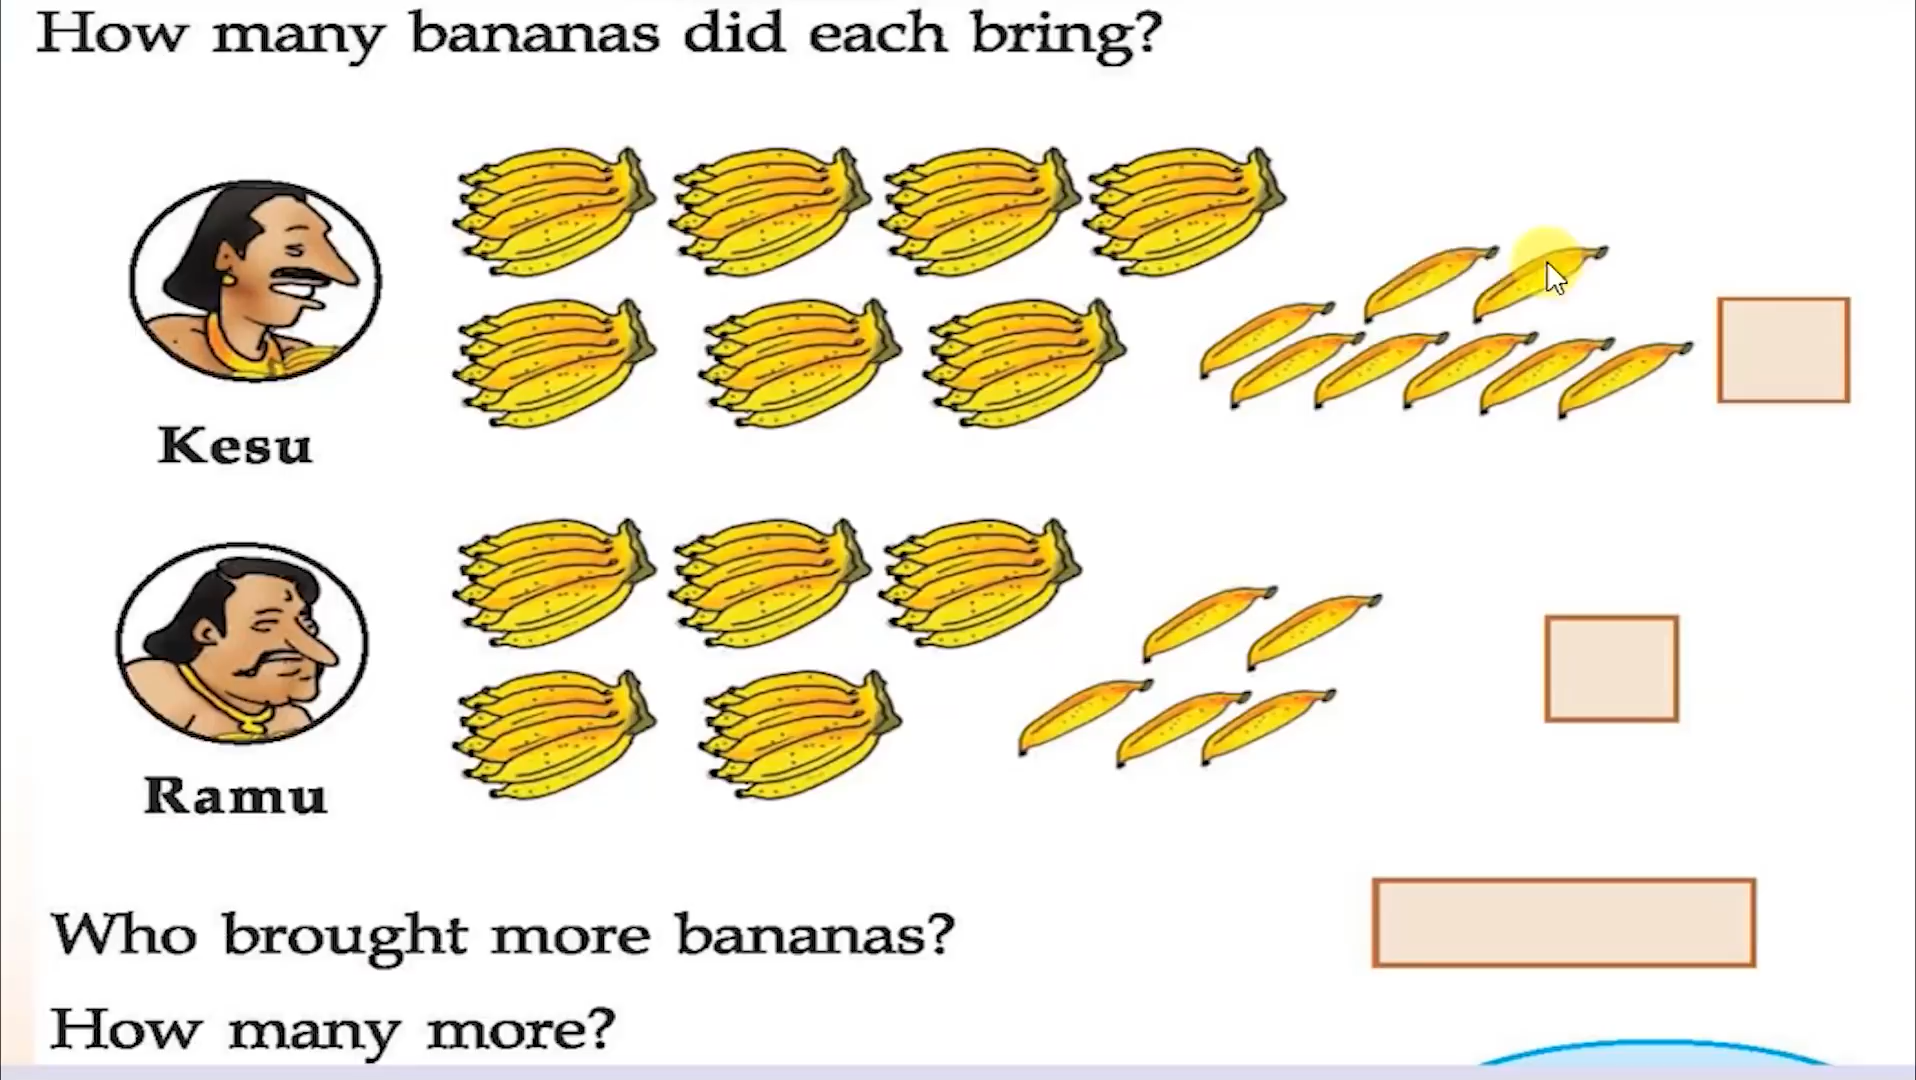 How many bananas did each bring?
Kesu
Ramu
Who brought more bananas?
How many more?